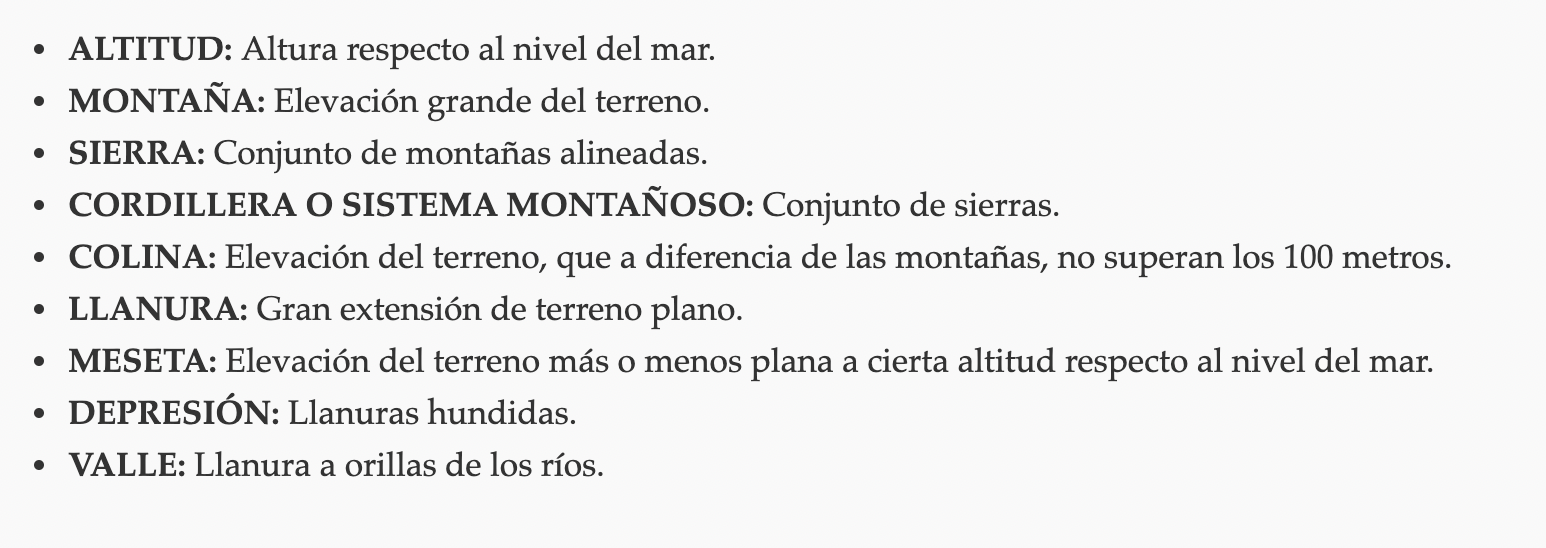 • ALTITUD: Altura respecto al nivel del mar.
• MONTAÑA: Elevación grande del terreno.
• SIERRA: Conjunto de montañas alineadas.
• CORDILLERA O SISTEMA MONTAÑOSO: Conjunto de sierras.
• COLINA: Elevación del terreno, que a diferencia de las montañas, no superan los 100 metros.
• LLANURA: Gran extensión de terreno plano.
• MESETA: Elevación del terreno más o menos plana a cierta altitud respecto al nivel del mar.
• DEPRESIÓN: Llanuras hundidas.
• VALLE: Llanura a orillas de los ríos.